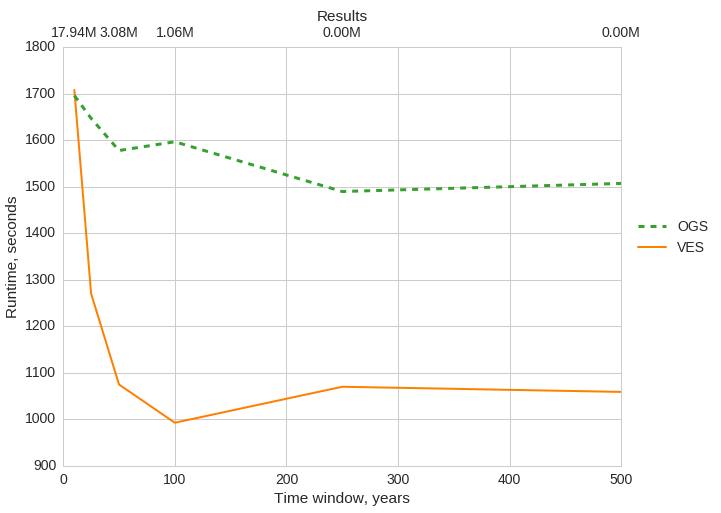 Results
17.94M 3.08M 1.06M 0.00M 0.00M
1800
1700
1600
1500
1400
1300
1200
1100
1000
900
Runtime, seconds
0 100 200 300 400 500
Time window, years
OGS
VES